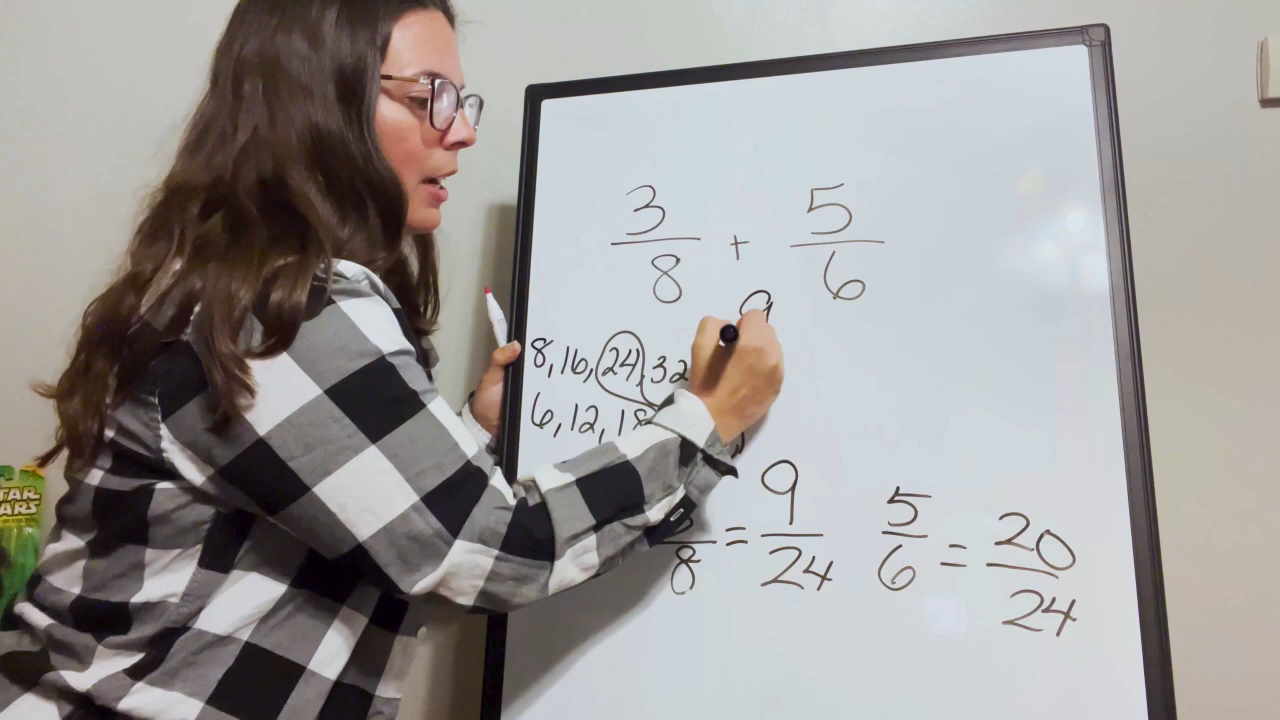 3/8 + 5/6
9
8, 16, 24, 32
6, 12, 18
/8 = 9/24 5/6 = 20/24
STAR
WARS